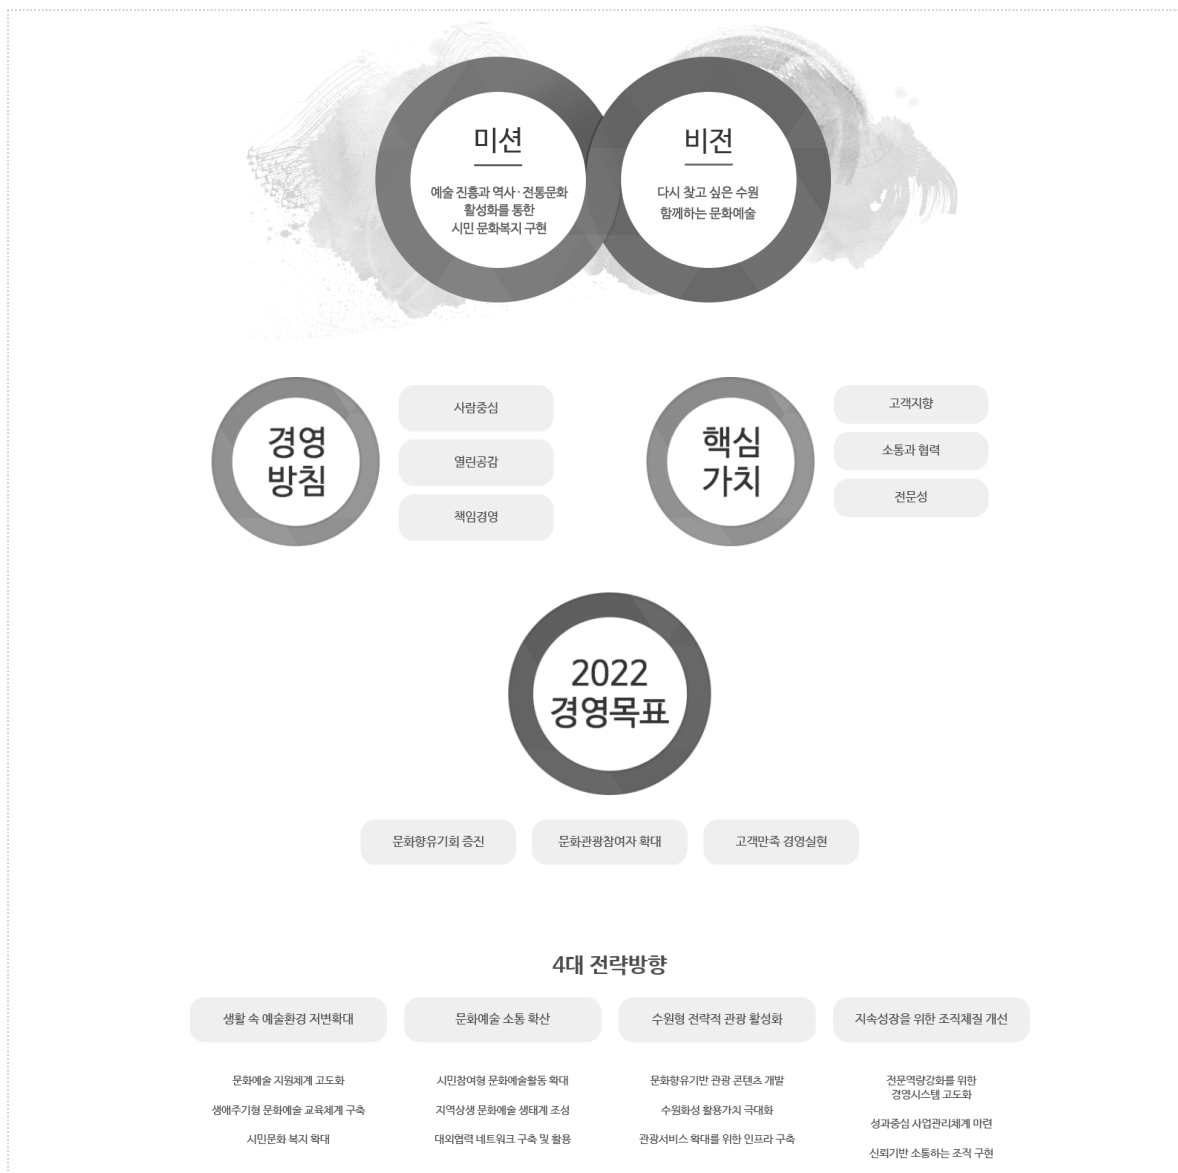 미션
예술 진흥과 역사·전통문화
활성화를 통한
시민 문화복지 구현
비전
다시 찾고 싶은 수원
함께하는 문화예술
경영
방침
사람중심
열린공감
책임경영
핵심
가치
고객지향
소통과 협력
전문성
2022
경영목표
문화향유기회 증진
문화관광참여자 확대
고객만족 경영실현
4대 전략방향
생활 속 예술환경 저변확대
문화예술 지원체계 고도화
생애주기형 문화예술 교육체계 구축
시민문화 복지 확대
문화예술 소통 확산
시민참여형 문화예술활동 확대
지역상생 문화예술 생태계 조성
대외협력 네트워크 구축 및 활용
수원형 전략적 관광 활성화
문화향유기반 관광 콘텐츠 개발
수원화성 활용가치 극대화
관광서비스 확대를 위한 인프라 구축
지속성장을 위한 조직체질 개선
전문역량강화를 위한
경영시스템 고도화
성과중심 사업관리체계 마련
신뢰기반 소통하는 조직 구현